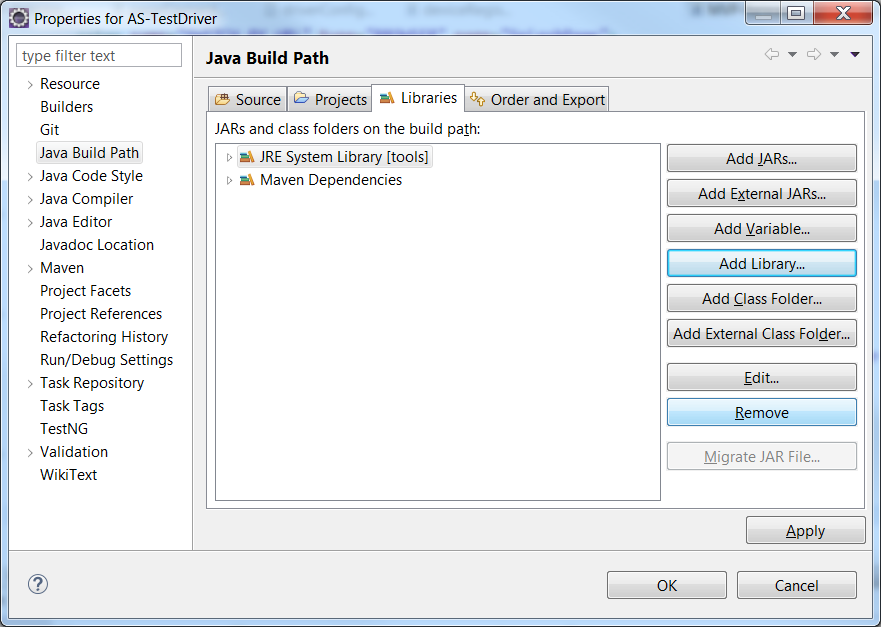 Properties for AS-TestDriver
type filter text
Resource
Builders
Git
Java Build Path
Java Code Style
Java Compiler
Java Editor
Javadoc Location
Maven
Project Facets
Project References
Refactoring History
Run/Debug Settings
Task Repository
Task Tags
TestNG
Validation
WikiText
Java Build Path
Source Projects Libraries Order and Export
JARs and class folders on the build path:
JRE System Library [tools]
Maven Dependencies
Add JARs...
Add External JARs...
Add Variable...
Add Library...
Add Class Folder...
Add External Class Folder...
Edit...
Remove
Migrate JAR File...
Apply
?
OK Cancel